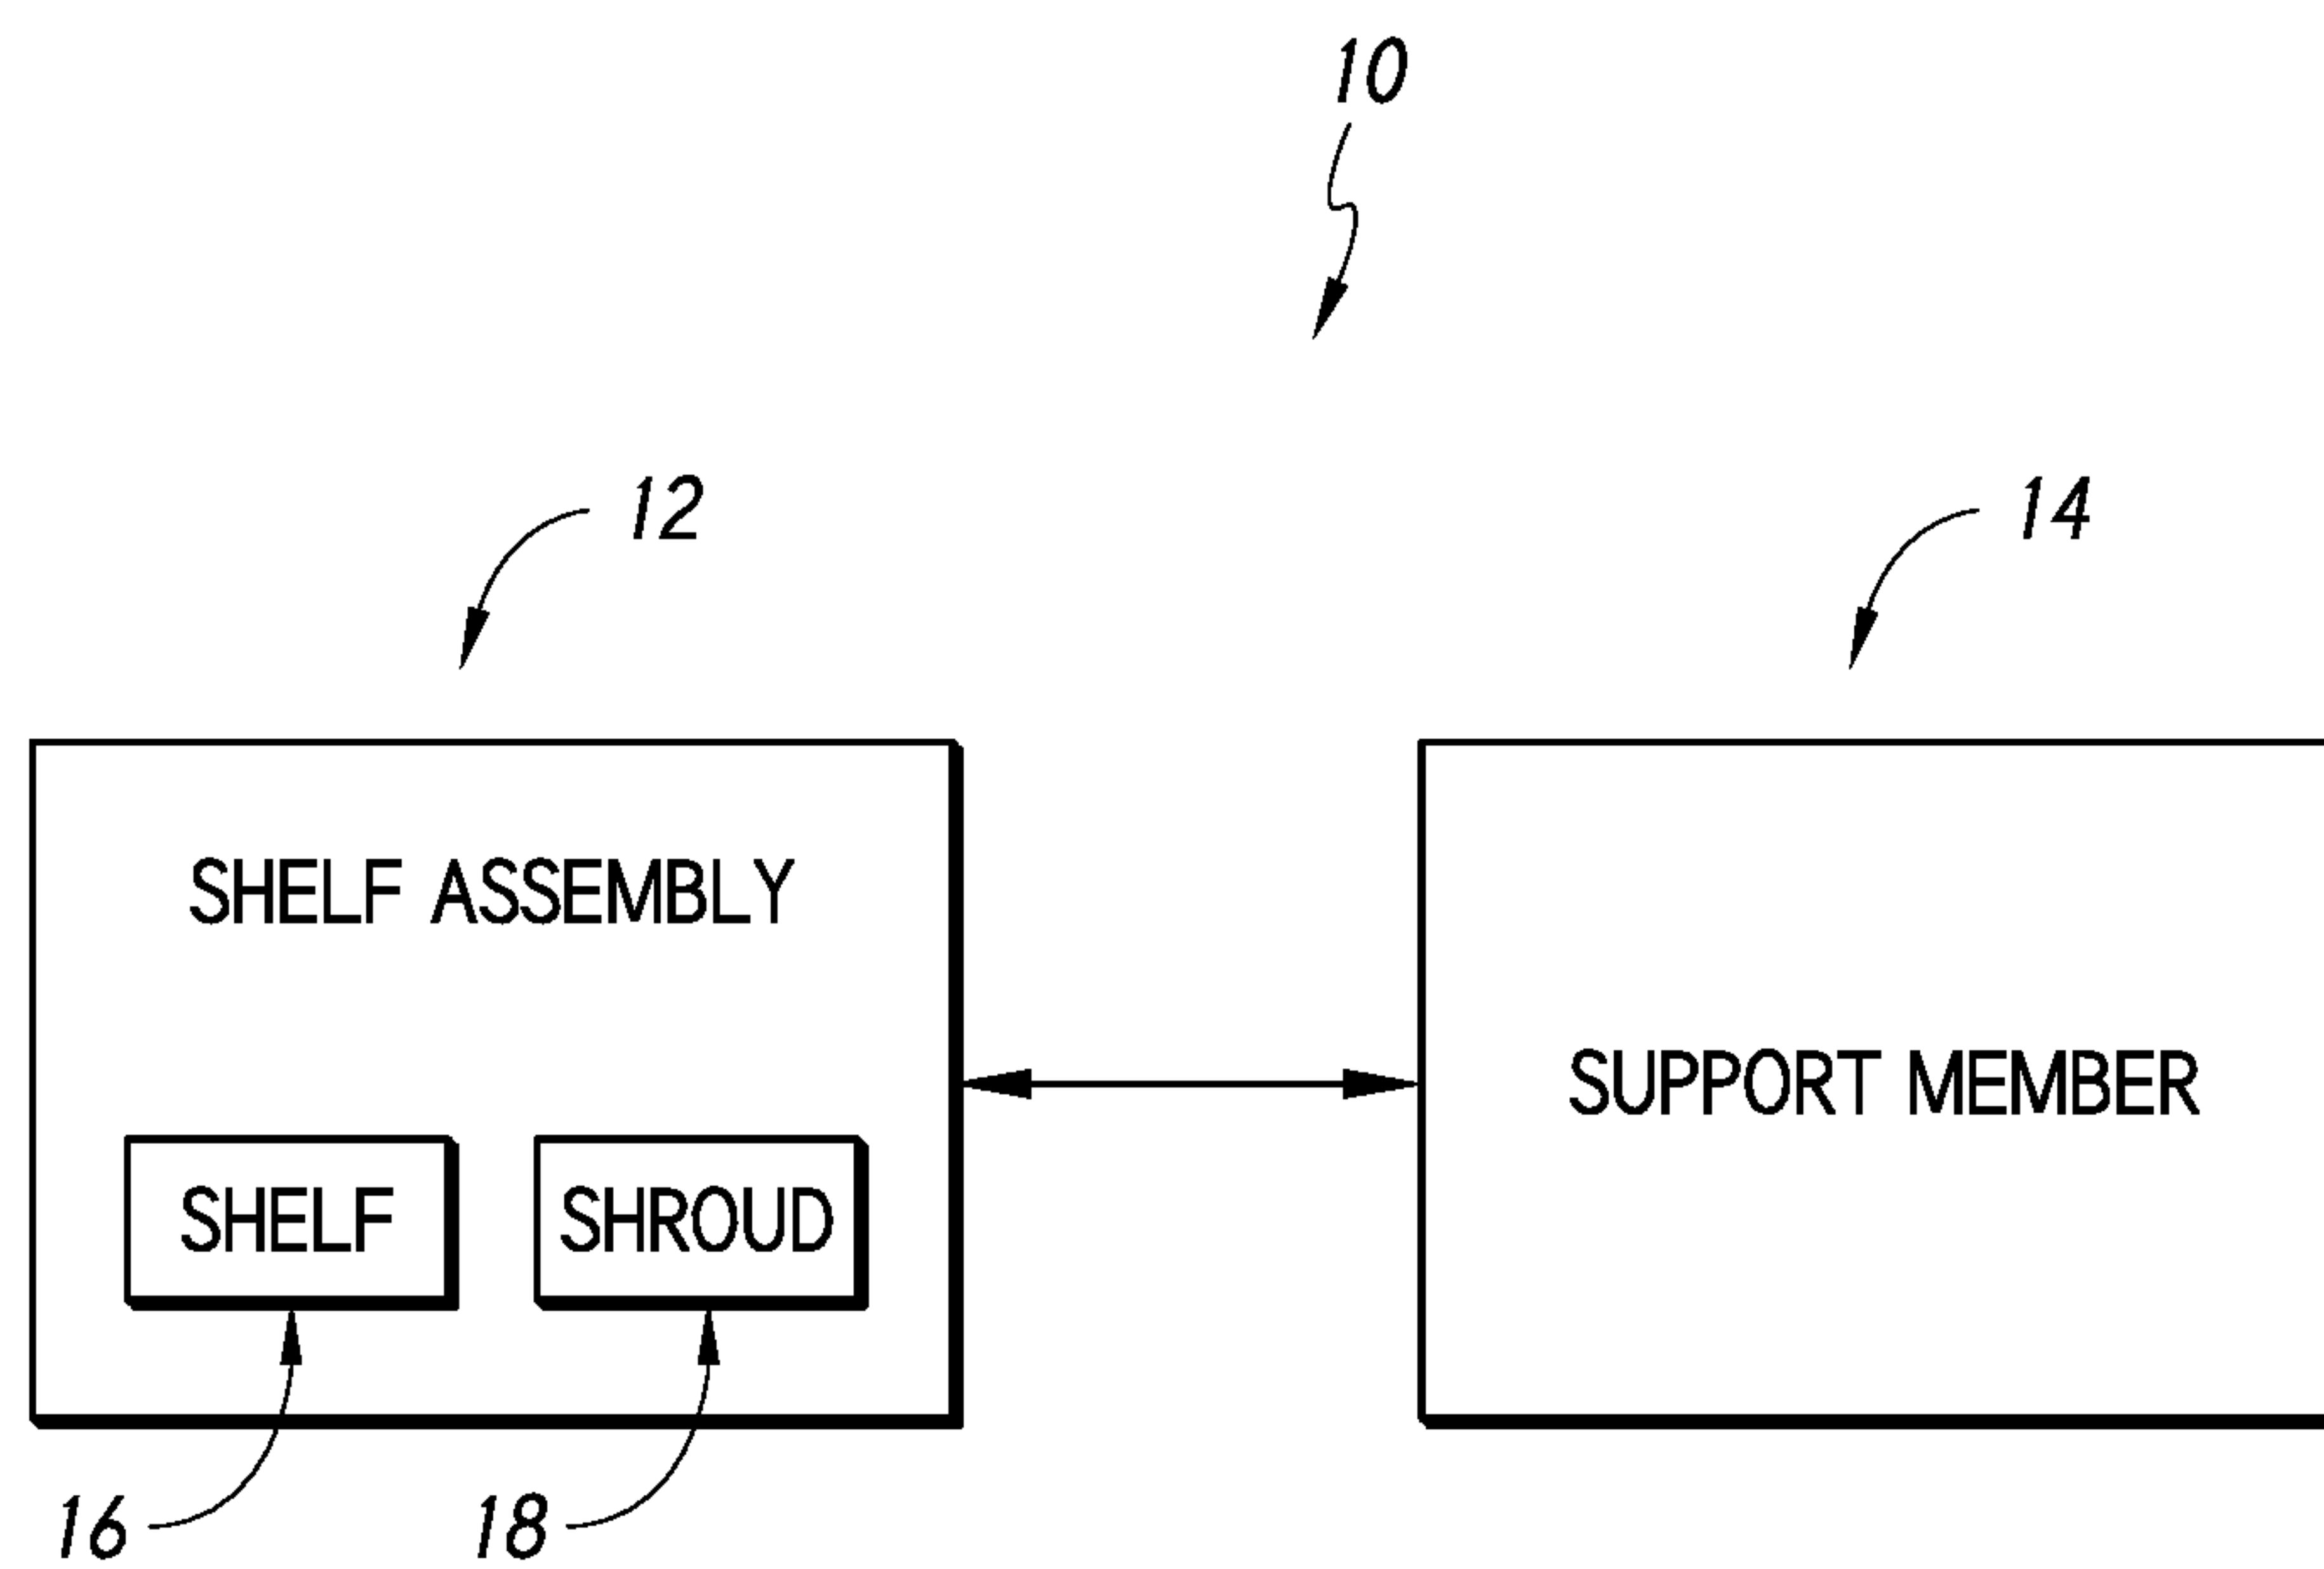 10
12
14
SHELF ASSEMBLY
SUPPORT MEMBER
SHELF
SHROUD
16
18